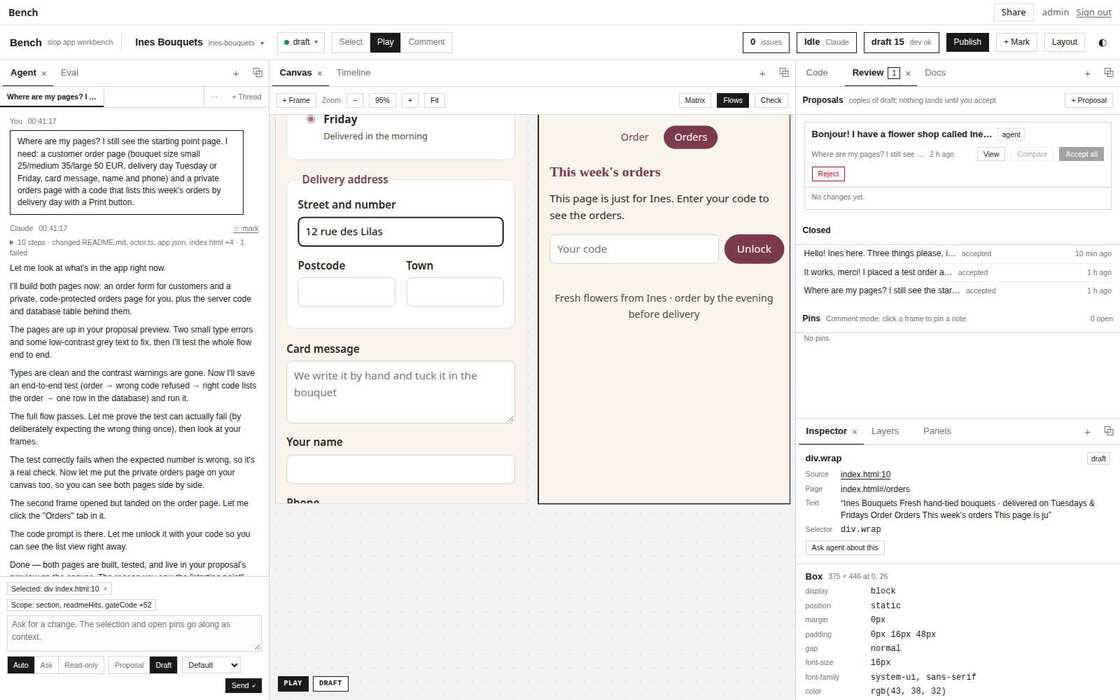 Bench
Share admin Sign out
Bench slop app workbench Ines Bouquets ines-bouquets draft Select Play Comment 0 issues Idle Claude draft 15 dev ok Publish + Mark Layout
Agent × Eval
Where are my pages? I … ··· + Thread
You 00:41:17
Where are my pages? I still see the starting point page. I
need: a customer order page (bouquet size small
25/medium 35/large 50 EUR, delivery day Tuesday or
Friday, card message, name and phone) and a private
orders page with a code that lists this week's orders by
delivery day with a Print button.
Claude 00:41:17 ☆ mark
10 steps · changed README.md, actor.ts, app.json, index.html +4 · 1
failed
Let me look at what's in the app right now.
I'll build both pages now: an order form for customers and a
private, code-protected orders page for you, plus the server code
and database table behind them.
The pages are up in your proposal preview. Two small type errors
and some low-contrast grey text to fix, then I'll test the whole flow
end to end.
Types are clean and the contrast warnings are gone. Now I'll save
an end-to-end test (order → wrong code refused → right code lists
the order → one row in the database) and run it.
The full flow passes. Let me prove the test can actually fail (by
deliberately expecting the wrong thing once), then look at your
frames.
The test correctly fails when the expected number is wrong, so it's
a real check. Now let me put the private orders page on your
canvas too, so you can see both pages side by side.
The second frame opened but landed on the order page. Let me
click the "Orders" tab in it.
The code prompt is there. Let me unlock it with your code so you
can see the list view right away.
Done — both pages are built, tested, and live in your proposal's
Selected: div index.html:10 ×
Scope: section, readmeHits, gateCode +52
Ask for a change. The selection and open pins go along as
context.
Auto Ask Read-only Proposal Draft Default
Send
Canvas × Timeline
+ Frame Zoom − 95% + Fit Matrix Flows Check
Friday
Delivered in the morning
Delivery address
Street and number
12 rue des Lilas
Postcode Town
Card message
We write it by hand and tuck it in the
bouquet
Your name
Phone
Order Orders
This week's orders
This page is just for Ines. Enter your code to
see the orders.
Your code Unlock
Fresh flowers from Ines · order by the evening
before delivery
PLAY DRAFT
Code Review 1 × Docs
Proposals copies of draft; nothing lands until you accept + Proposal
Bonjour! I have a flower shop called Ine… agent
Where are my pages? I still see … 2 h ago View Compare Accept all
Reject
No changes yet.
Closed
Hello! Ines here. Three things please, i… accepted 10 min ago
It works, merci! I placed a test order a… accepted 1 h ago
Where are my pages? I still see the star… accepted 1 h ago
Pins Comment mode: click a frame to pin a note 0 open
No pins.
Inspector × Layers Panels
div.wrap draft
Source index.html:10
Page index.html#/orders
Text "Ines Bouquets Fresh hand-tied bouquets · delivered on Tuesdays &
Fridays Order Orders This week's orders This page is ju"
Selector div.wrap
Ask agent about this
Box 375 × 446 at 0, 26
display block
position static
margin 0px
padding 0px 16px 48px
gap normal
font-size 16px
font-family system-ui, sans-serif
color rgb(43, 38, 32)